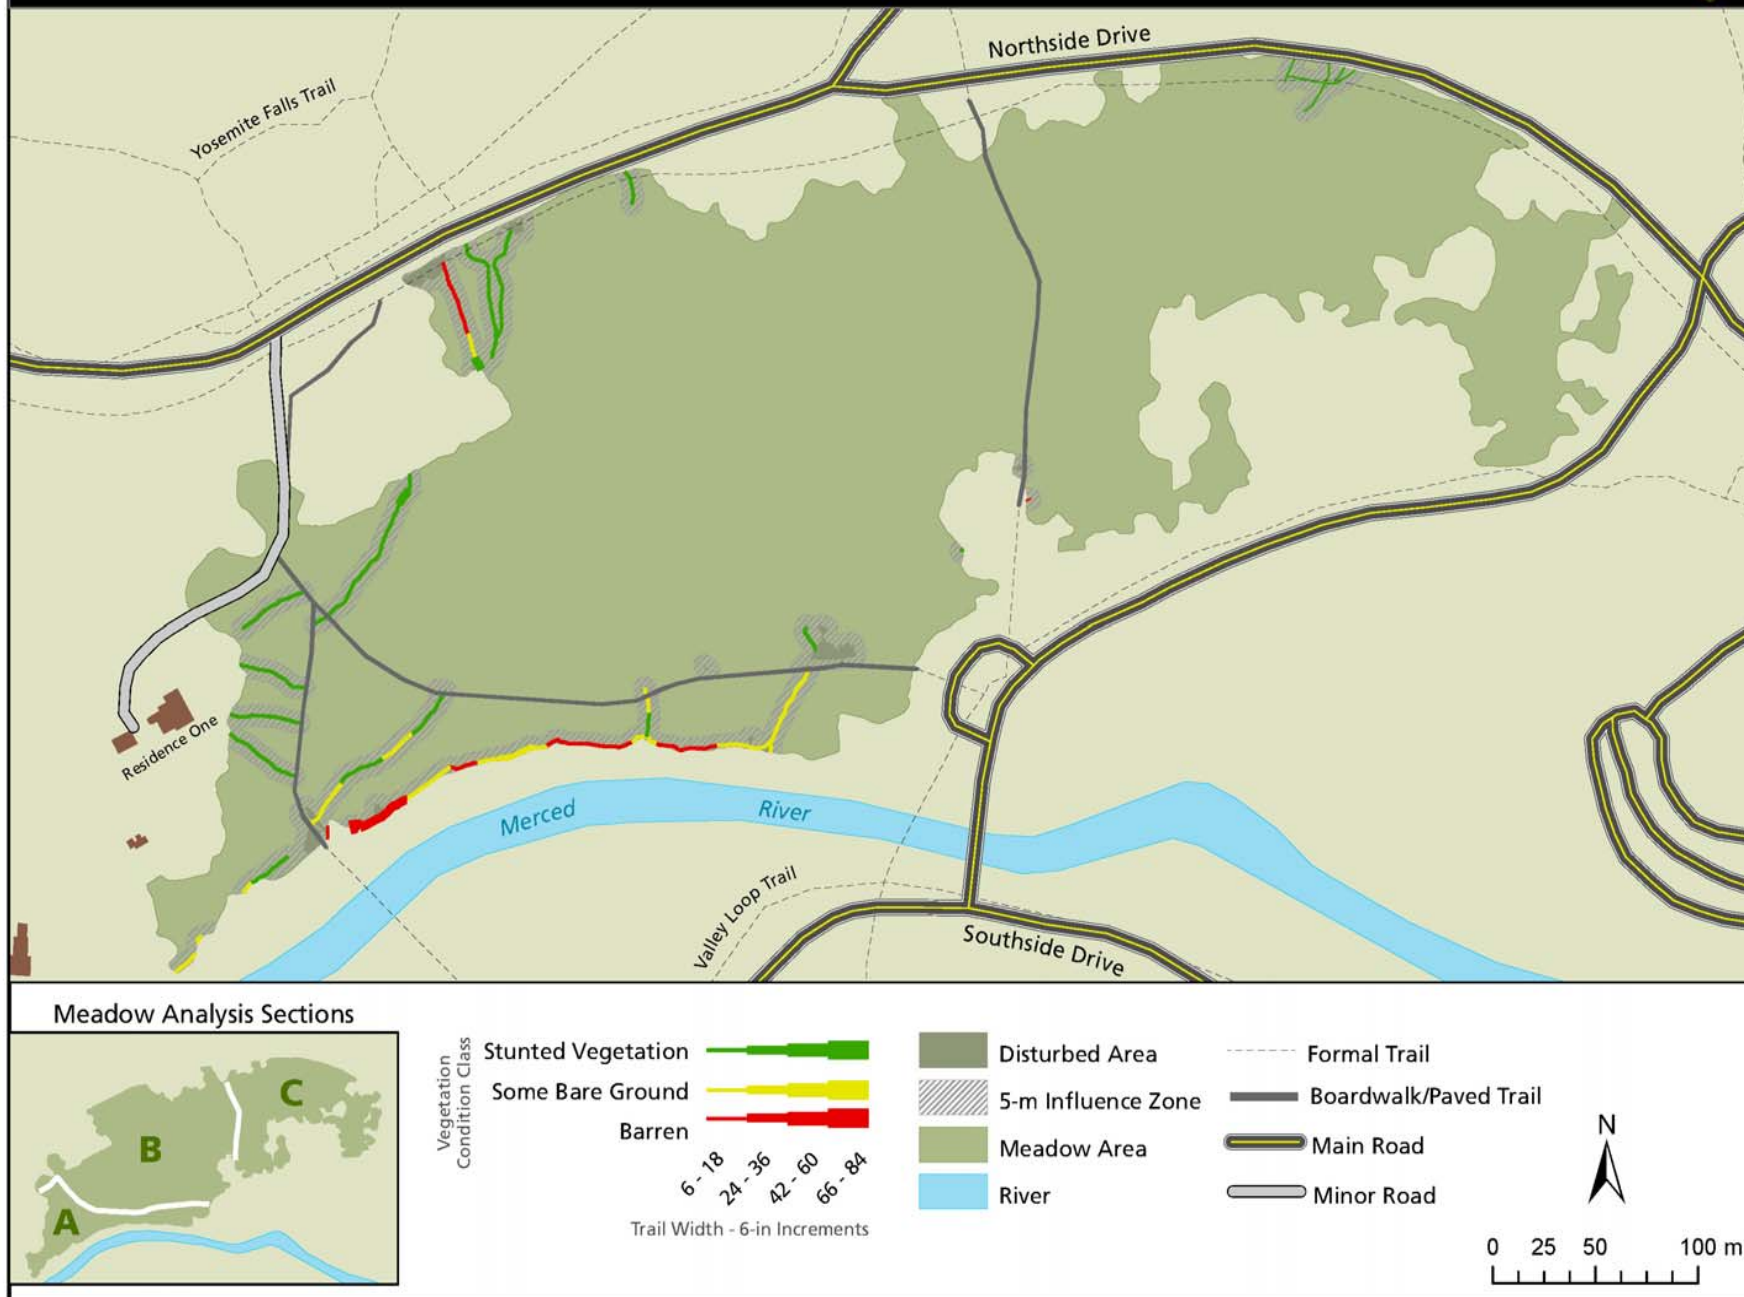 Northside Drive
Yosemite Falls Trail
Residence One
Merced River
Valley Loop Trail
Southside Drive
Meadow Analysis Sections
A
B
C
Vegetation
Condition Class
Stunted Vegetation
Some Bare Ground
Barren
6 - 18
24 - 36
42 - 60
66 - 84
Trail Width - 6-in Increments
Disturbed Area
5-m Influence Zone
Meadow Area
River
Formal Trail
Boardwalk/Paved Trail
Main Road
Minor Road
N
0 25 50 100 m